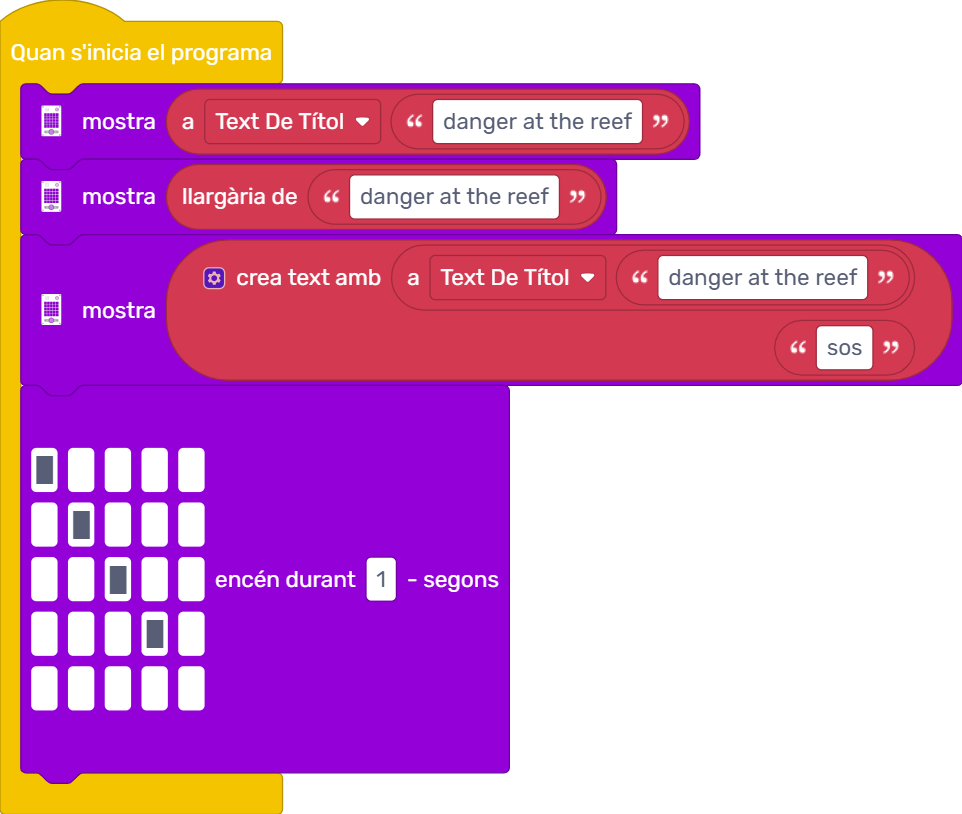 Quan s'inicia el programa
mostra a Text De Títol “ danger at the reef ”
mostra llargària de “ danger at the reef ”
crea text amb a Text De Títol “ danger at the reef ”
mostra
“ sos ”
encén durant 1 - segons